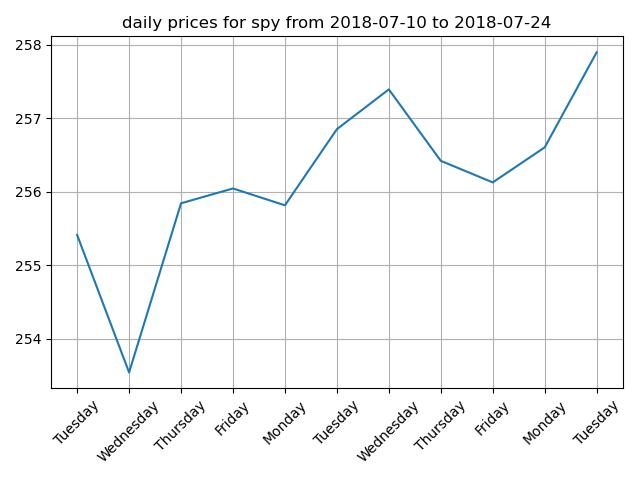 daily prices for spy from 2018-07-10 to 2018-07-24
258
257
256
255
254
Tuesday
Wednesday
Thursday
Friday
Monday
Tuesday
Wednesday
Thursday
Friday
Monday
Tuesday